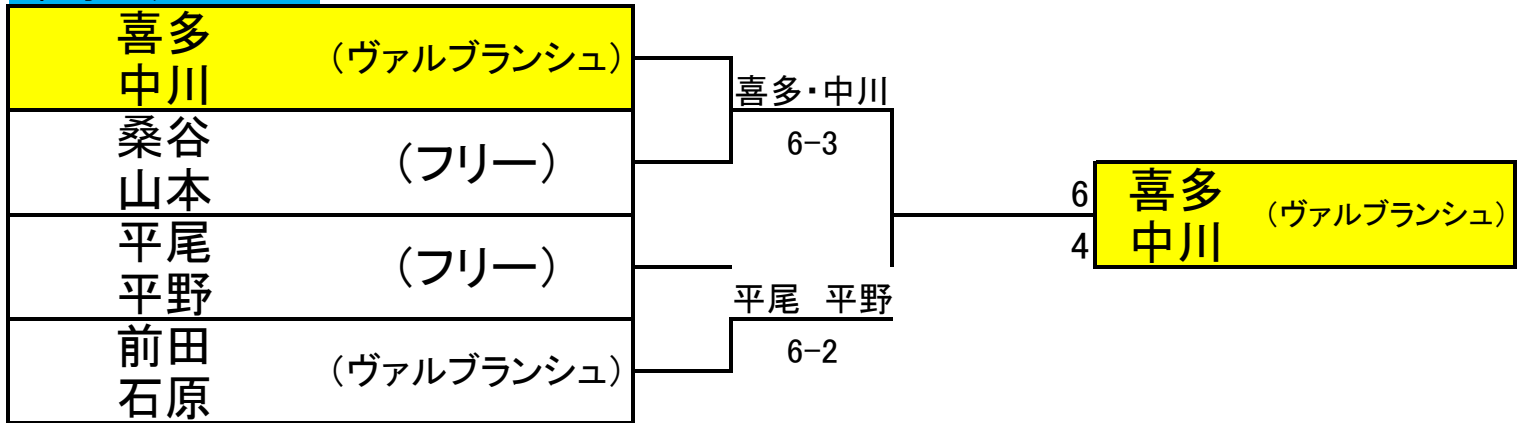 喜多
中川
（ヴァルブランシュ）
桑谷
山本
（フリー）
平尾
平野
（フリー）
前田
石原
（ヴァルブランシュ）
喜多・中川
6-3
平尾　平野
6-2
6
4
喜多
中川
（ヴァルブランシュ）